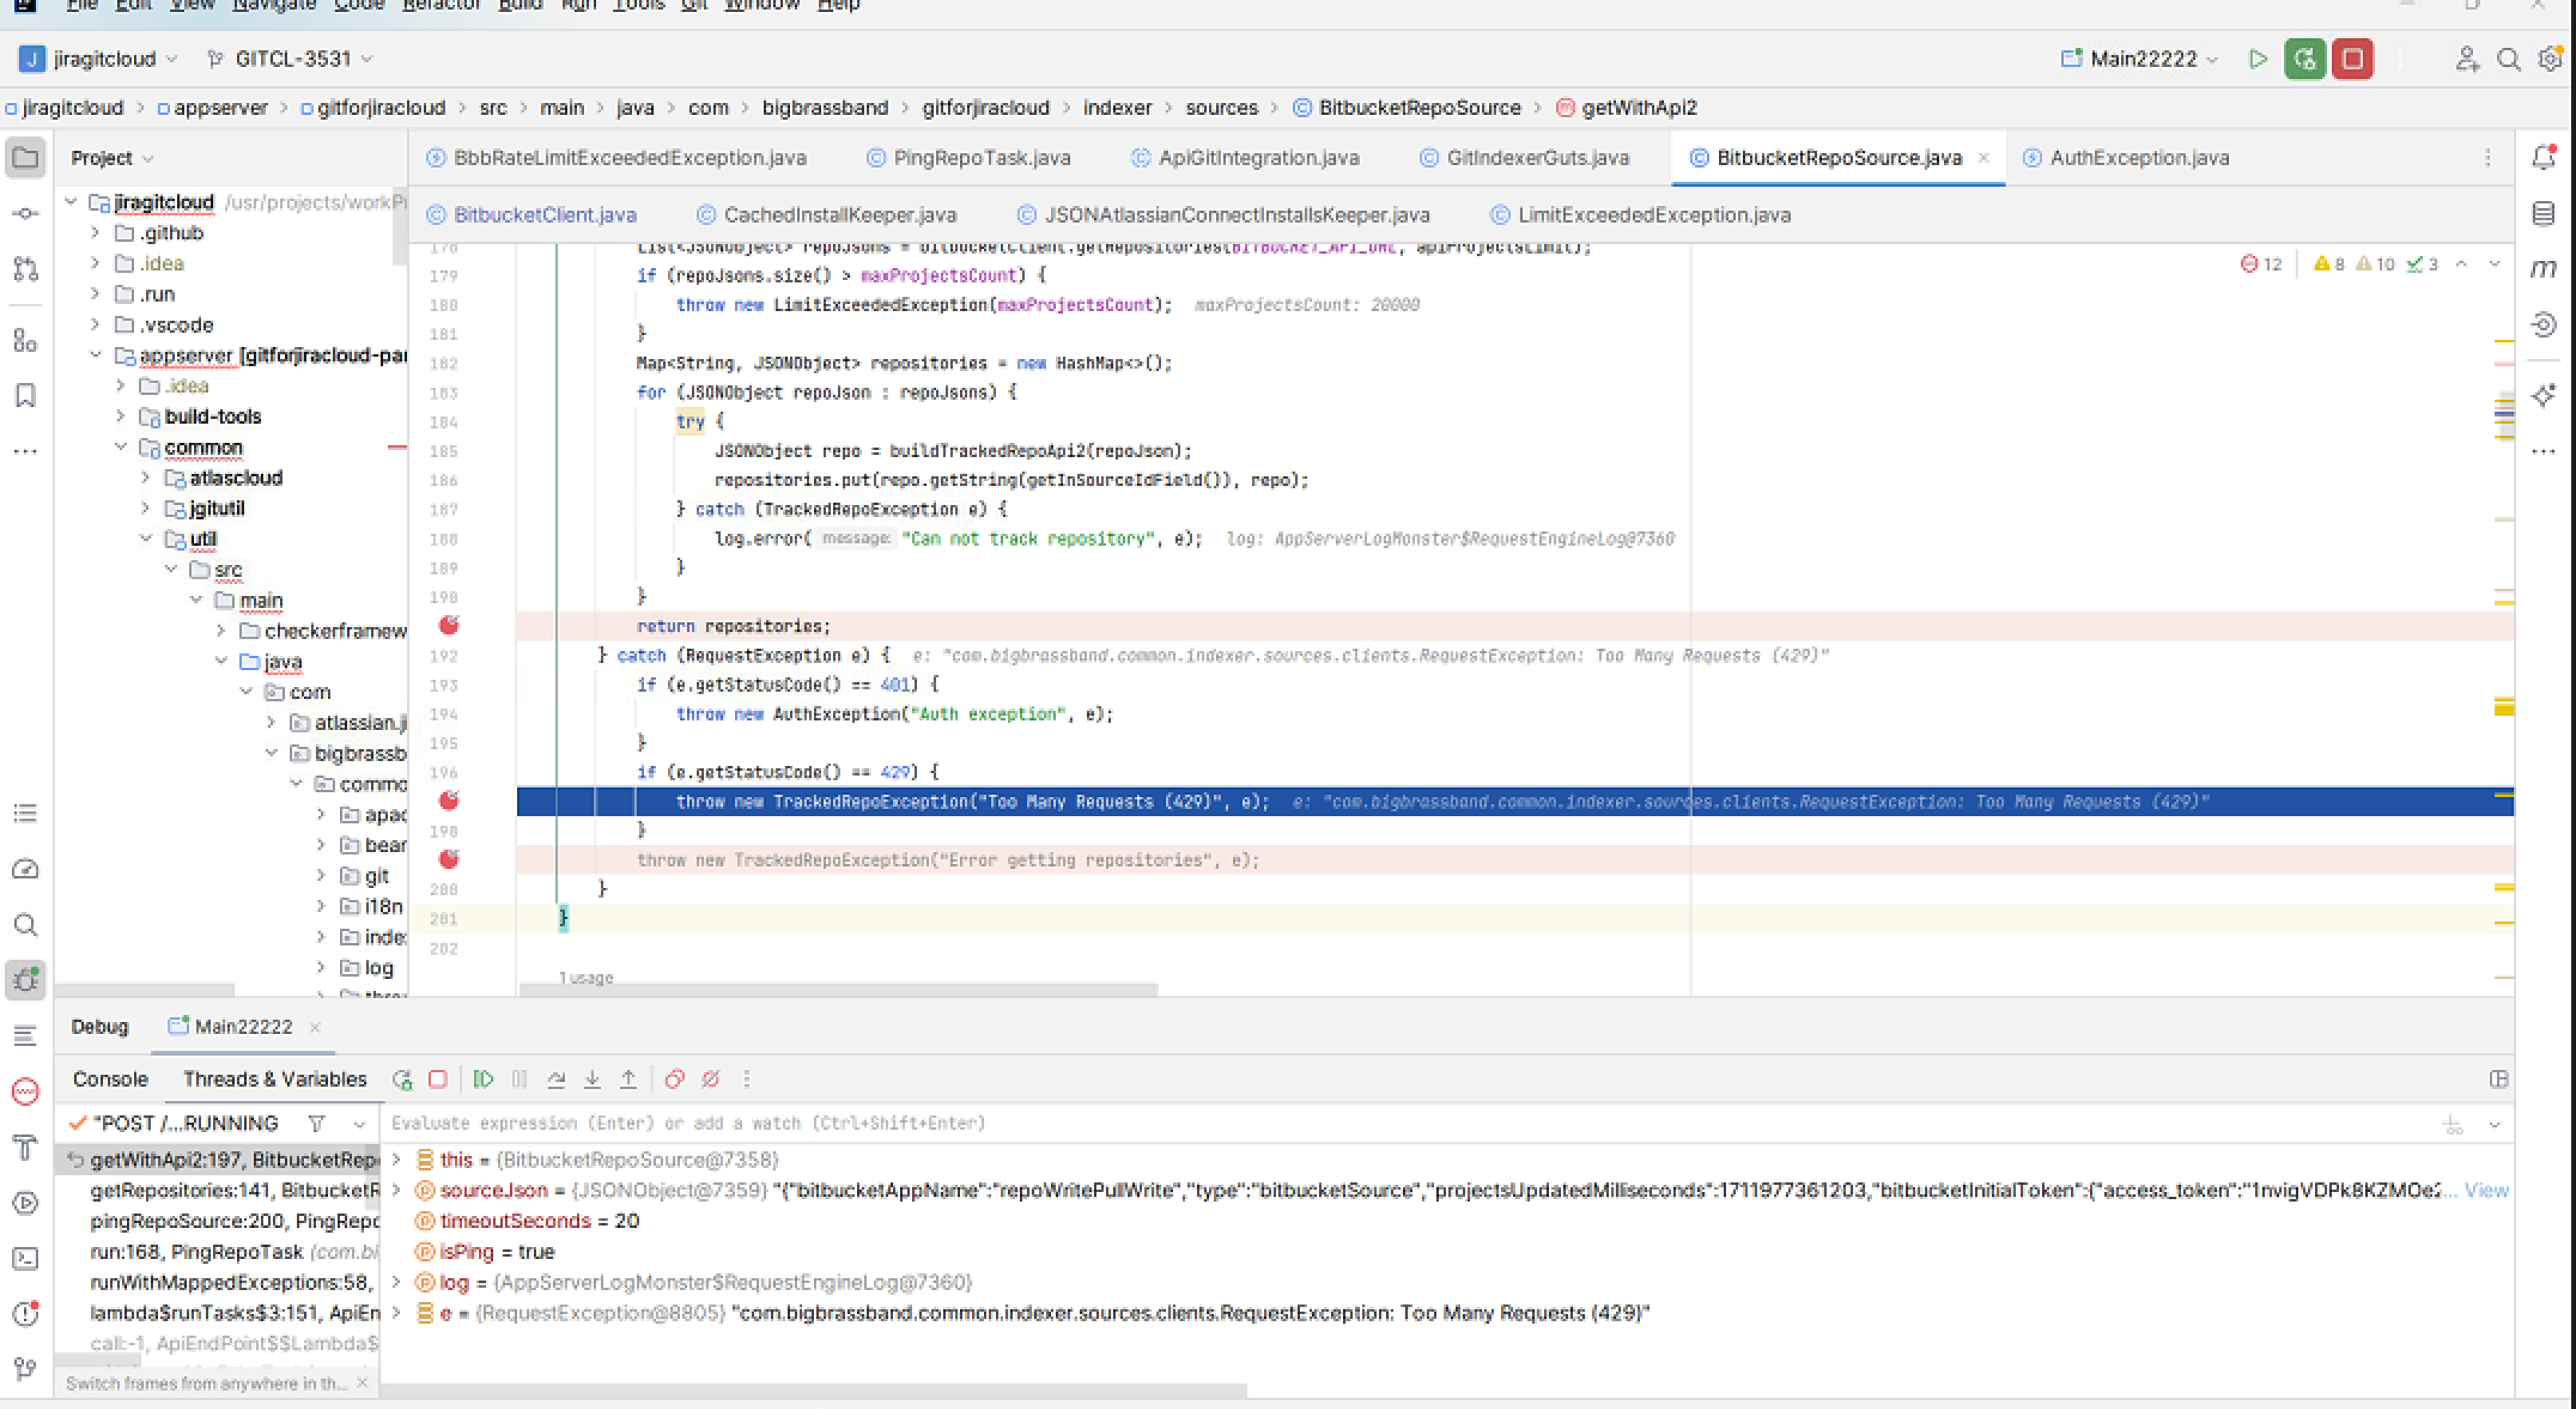 File Edit View Navigate Code Refactor Build Run Tools Git Window Help
J jiragitcloud GITCL-3531 Main22222
jiragitcloud > appserver > gitforjiracloud > src > main > java > com > bigbrassband > gitforjiracloud > indexer > sources > BitbucketRepoSource > getWithApi2
Project
BbbRateLimitExceededException.java PingRepoTask.java ApiGitIntegration.java GitIndexerGuts.java BitbucketRepoSource.java AuthException.java
BitbucketClient.java CachedInstallKeeper.java JSONAtlassianConnectInstallsKeeper.java LimitExceededException.java
jiragitcloud /usr/projects/workP
.github
.idea
.run
.vscode
appserver [gitforjiracloud-par
.idea
build-tools
common
atlascloud
jgitutil
util
src
main
checkerframew
java
com
atlassian.ji
bigbrassb
commo
apac
bear
git
i18n
inde
log
12 8 10 3
178 List<JSONObject> repoJsons = bitbucketClient.getRepositories(BITBUCKET_API_URL, apiProjectsLimit);
179 if (repoJsons.size() > maxProjectsCount) {
180 throw new LimitExceededException(maxProjectsCount); maxProjectsCount: 20000
181 }
182 Map<String, JSONObject> repositories = new HashMap<>();
183 for (JSONObject repoJson : repoJsons) {
184 try {
185 JSONObject repo = buildTrackedRepoApi2(repoJson);
186 repositories.put(repo.getString(getInSourceIdField()), repo);
187 } catch (TrackedRepoException e) {
188 log.error( message: "Can not track repository", e); log: AppServerLogMonster$RequestEngineLog@7360
189 }
190 }
return repositories;
192 } catch (RequestException e) { e: "com.bigbrassband.common.indexer.sources.clients.RequestException: Too Many Requests (429)"
193 if (e.getStatusCode() == 401) {
194 throw new AuthException("Auth exception", e);
195 }
196 if (e.getStatusCode() == 429) {
throw new TrackedRepoException("Too Many Requests (429)", e); e: "com.bigbrassband.common.indexer.sources.clients.RequestException: Too Many Requests (429)"
198 }
throw new TrackedRepoException("Error getting repositories", e);
200 }
201 }
202
1 usage
Debug Main22222
Console Threads & Variables
"POST /...RUNNING
Evaluate expression (Enter) or add a watch (Ctrl+Shift+Enter)
getWithApi2:197, BitbucketRep
getRepositories:141, BitbucketR
pingRepoSource:200, PingRepo
run:168, PingRepoTask (com.bi
runWithMappedExceptions:58,
lambda$runTasks$3:151, ApiEn
call:-1, ApiEndPoint$$Lambda$
Switch frames from anywhere in th...
this = {BitbucketRepoSource@7358}
sourceJson = {JSONObject@7359} "{"bitbucketAppName":"repoWritePullWrite","type":"bitbucketSource","projectsUpdatedMilliseconds":1711977361203,"bitbucketInitialToken":{"access_token":"1nvigVDPk8KZMOe2... View
timeoutSeconds = 20
isPing = true
log = {AppServerLogMonster$RequestEngineLog@7360}
e = {RequestException@8805} "com.bigbrassband.common.indexer.sources.clients.RequestException: Too Many Requests (429)"